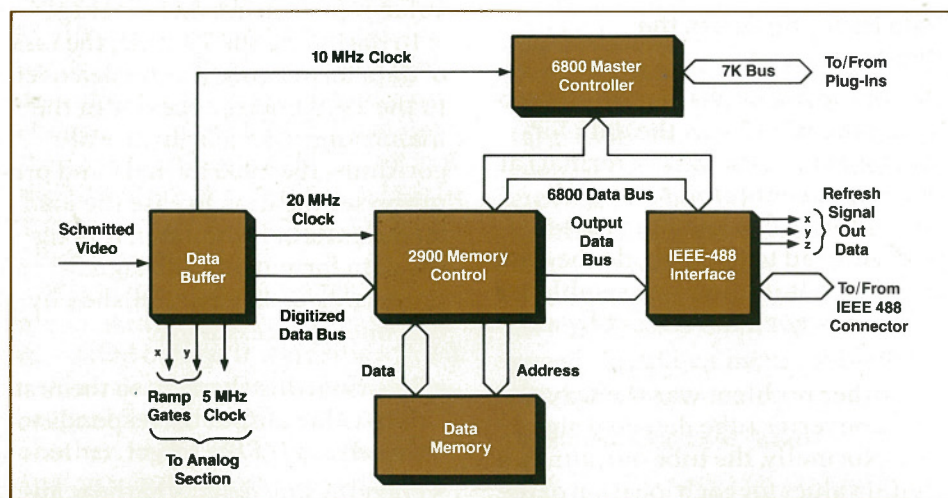 10 MHz Clock
6800 Master
Controller
7K Bus
To/From
Plug-Ins
6800 Data Bus
20 MHz
Clock
Output
Data
Bus
Refresh
Signal
Out
Data
x
y
z
Schmitted
Video
Data
Buffer
2900 Memory
Control
IEEE-488
Interface
To/From
IEEE 488
Connector
Digitized
Data Bus
x y
Ramp
Gates
5 MHz
Clock
To Analog
Section
Data
Address
Data
Memory